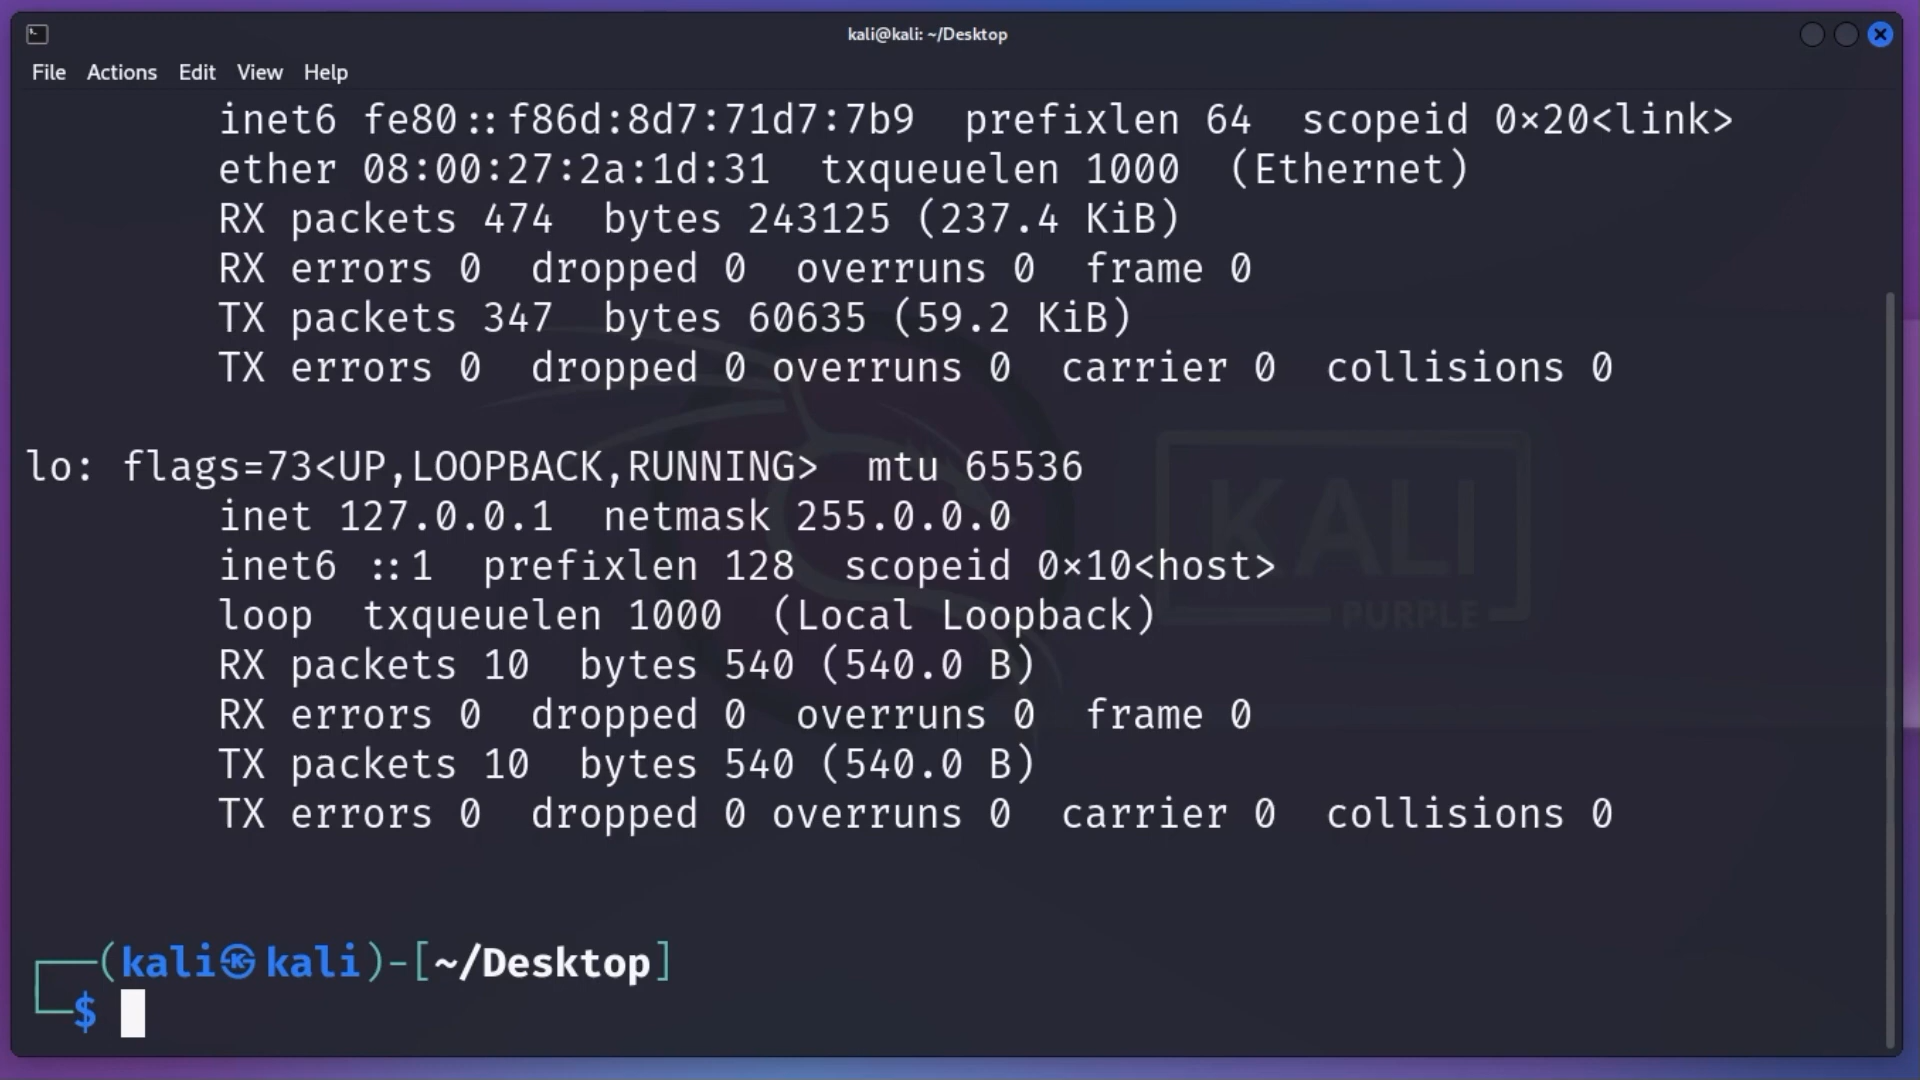 kali@kali: ~/Desktop
File Actions Edit View Help
inet6 fe80::f86d:8d7:71d7:7b9 prefixlen 64 scopeid 0×20<link>
ether 08:00:27:2a:1d:31 txqueuelen 1000 (Ethernet)
RX packets 474 bytes 243125 (237.4 KiB)
RX errors 0 dropped 0 overruns 0 frame 0
TX packets 347 bytes 60635 (59.2 KiB)
TX errors 0 dropped 0 overruns 0 carrier 0 collisions 0
lo: flags=73<UP,LOOPBACK,RUNNING> mtu 65536
inet 127.0.0.1 netmask 255.0.0.0
inet6 ::1 prefixlen 128 scopeid 0×10<host>
loop txqueuelen 1000 (Local Loopback)
RX packets 10 bytes 540 (540.0 B)
RX errors 0 dropped 0 overruns 0 frame 0
TX packets 10 bytes 540 (540.0 B)
TX errors 0 dropped 0 overruns 0 carrier 0 collisions 0
KALI
PURPLE
┌──(kali㉿kali)-[~/Desktop]
└─$